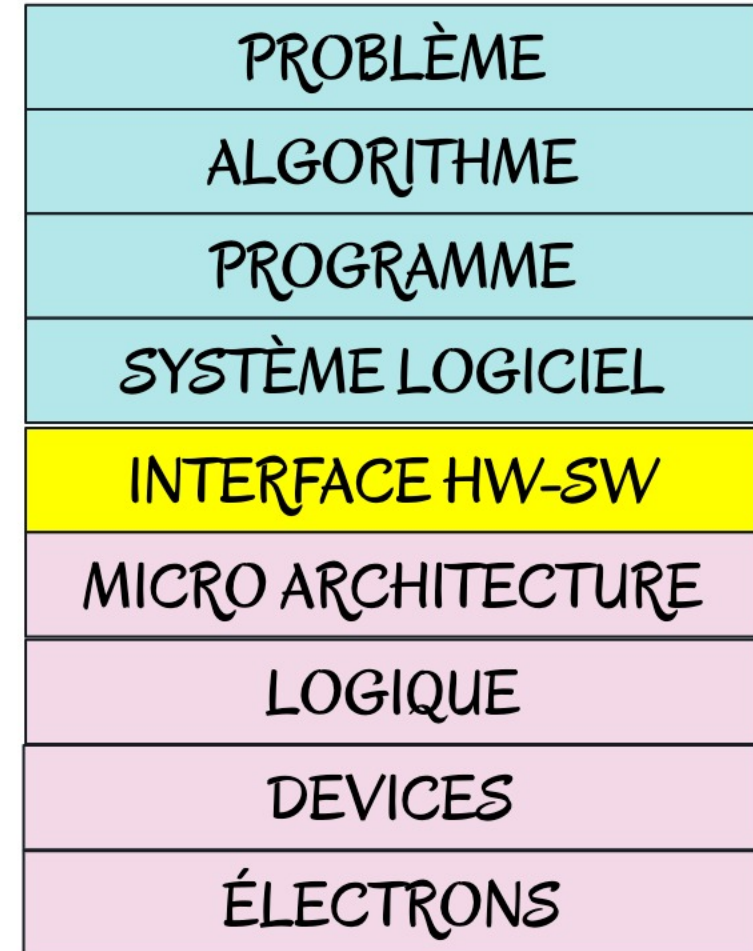 PROBLÈME
ALGORITHME
PROGRAMME
SYSTÈME LOGICIEL
INTERFACE HW-SW
MICRO ARCHITECTURE
LOGIQUE
DEVICES
ÉLECTRONS